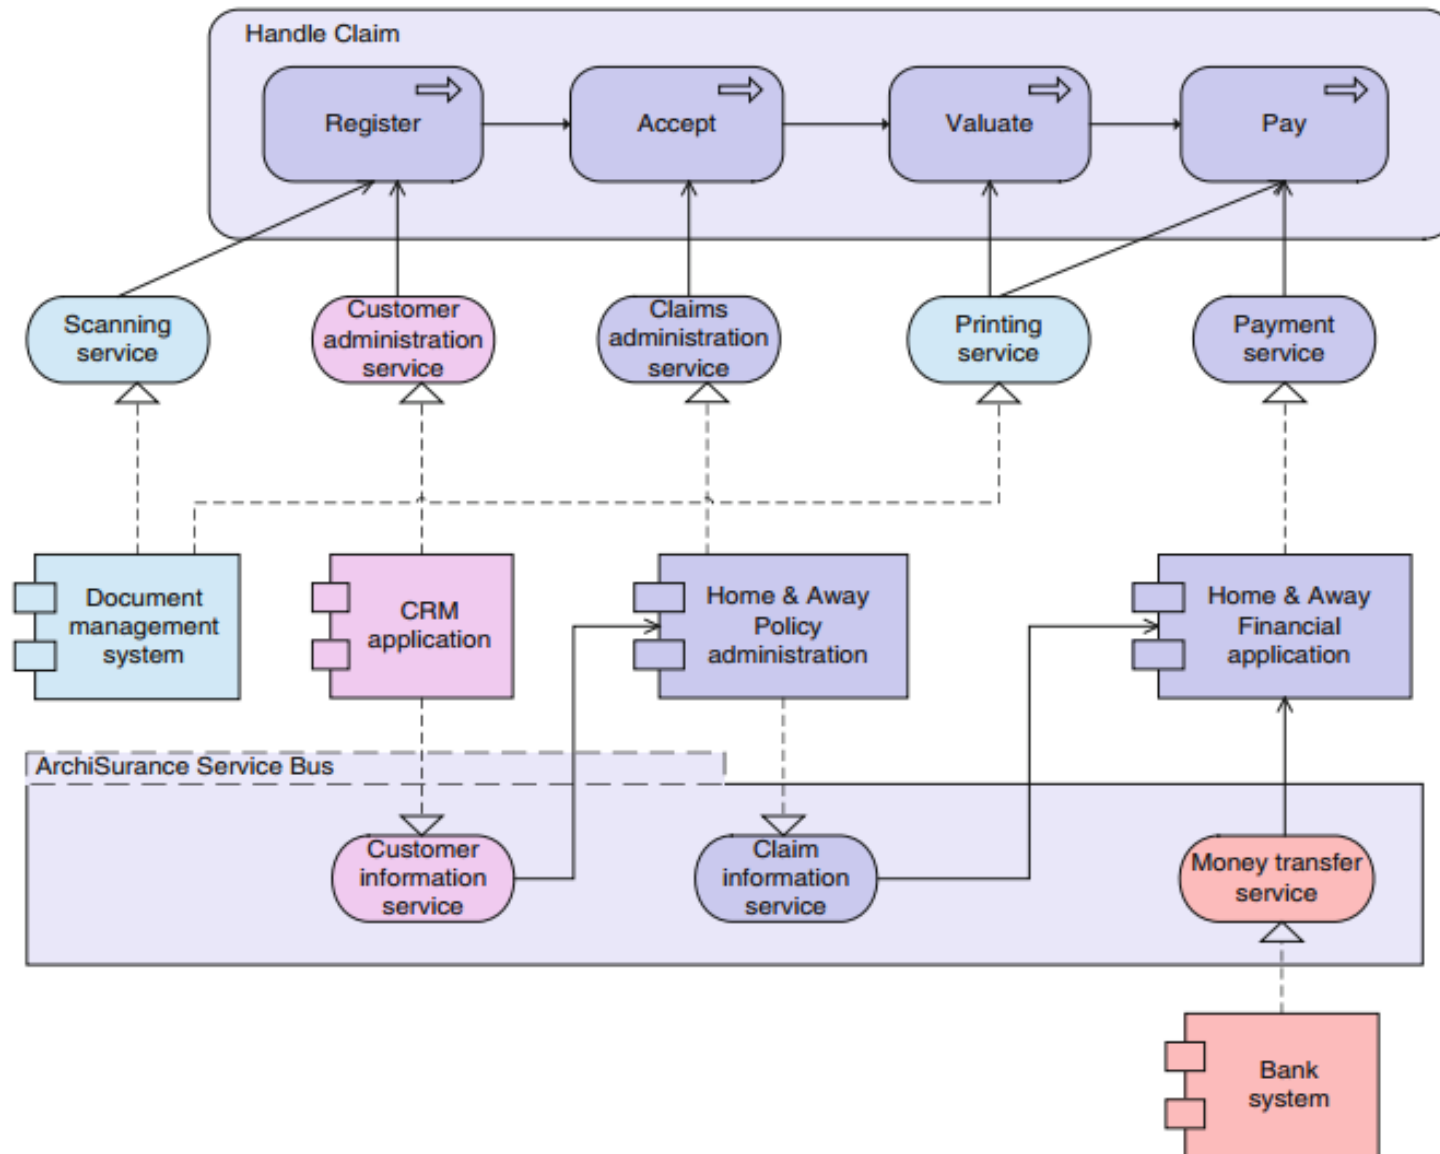 Handle Claim
Register
Accept
Valuate
Pay
Scanning
service
Customer
administration
service
Claims
administration
service
Printing
service
Payment
service
Document
management
system
CRM
application
Home & Away
Policy
administration
Home & Away
Financial
application
ArchiSurance Service Bus
Customer
information
service
Claim
information
service
Money transfer
service
Bank
system